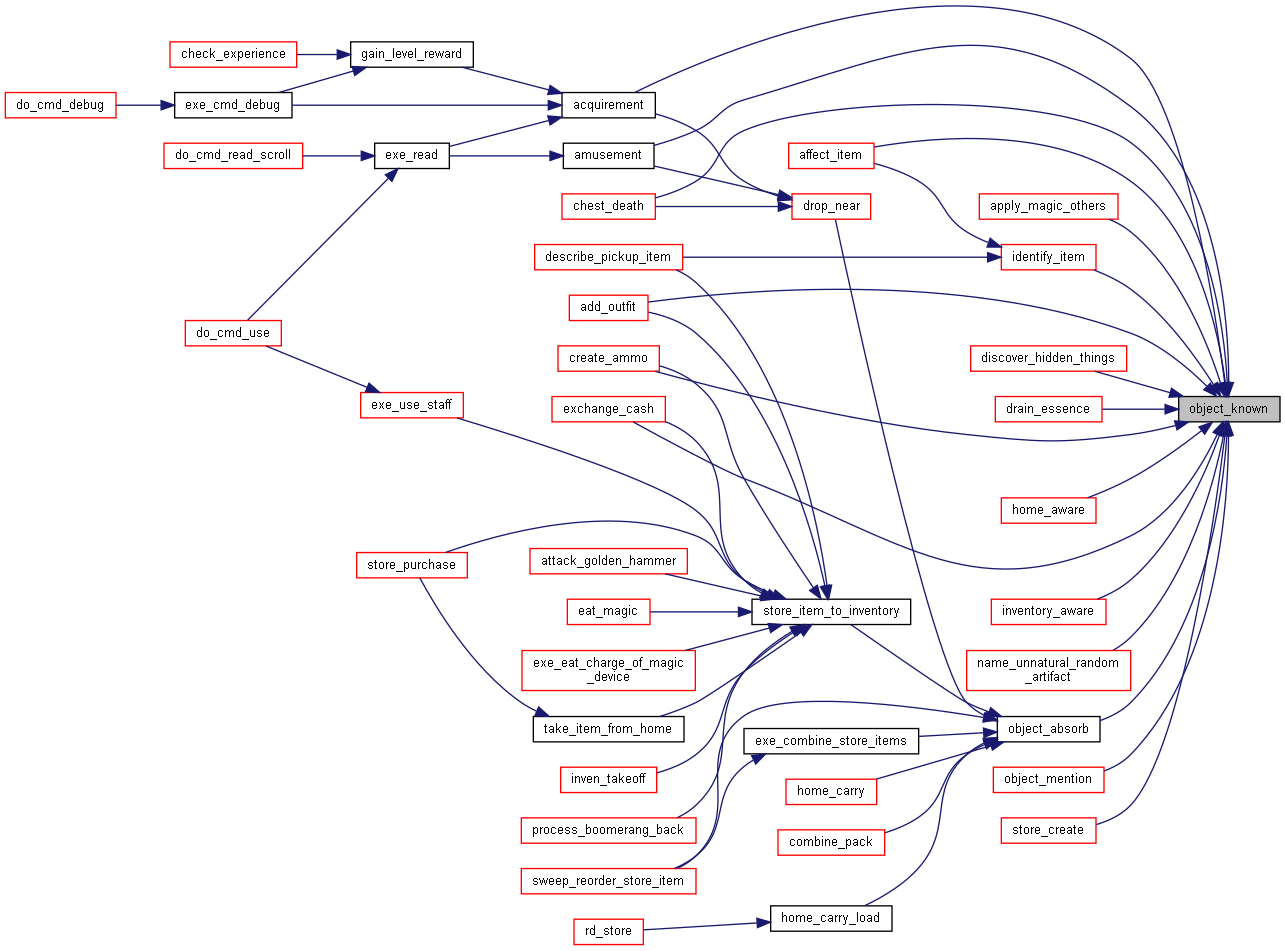 check_experience
gain_level_reward
do_cmd_debug
exe_cmd_debug
acquirement
do_cmd_read_scroll
exe_read
amusement
affect_item
chest_death
drop_near
apply_magic_others
describe_pickup_item
identify_item
add_outfit
do_cmd_use
create_ammo
discover_hidden_things
exe_use_staff
exchange_cash
drain_essence
object_known
home_aware
store_purchase
attack_golden_hammer
eat_magic
store_item_to_inventory
inventory_aware
exe_eat_charge_of_magic
_device
name_unnatural_random
_artifact
take_item_from_home
exe_combine_store_items
object_absorb
inven_takeoff
home_carry
object_mention
process_boomerang_back
combine_pack
store_create
sweep_reorder_store_item
rd_store
home_carry_load